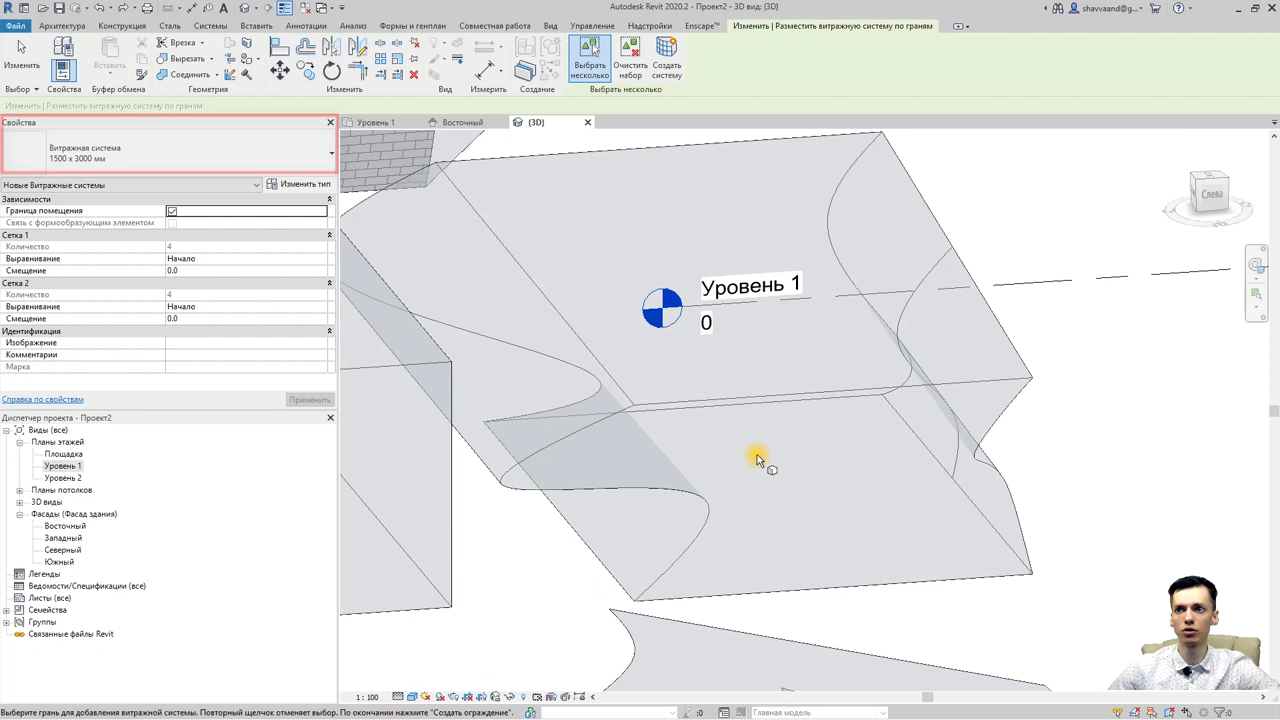 Autodesk Revit 2020.2 - Проект2 - 3D вид: {3D}
shavvaand@g...
Файл Архитектура Конструкция Сталь Системы Вставить Аннотации Анализ Формы и генплан Совместная работа Вид Управление Надстройки Enscape™ Изменить | Разместить витражную систему по граням
Изменить Вставить Врезка Вырезать Соединить Выбрать несколько Очистить набор Создать систему
Выбор Свойства Буфер обмена Геометрия Изменить Вид Измерить Создание Выбрать несколько
Изменить | Разместить витражную систему по граням
Свойства
Уровень 1 Восточный {3D}
Витражная система
1500 x 3000 мм
Новые Витражные системы Изменить тип
Зависимости
Граница помещения
Связь с формообразующим элементом
Сетка 1
Количество 4
Выравнивание Начало
Смещение 0.0
Сетка 2
Количество 4
Выравнивание Начало
Смещение 0.0
Идентификация
Изображение
Комментарии
Марка
Справка по свойствам Применить
Диспетчер проекта - Проект2
Виды (все)
Планы этажей
Площадка
Уровень 1
Уровень 2
Планы потолков
3D виды
Фасады (Фасад здания)
Восточный
Западный
Северный
Южный
Легенды
Ведомости/Спецификации (все)
Листы (все)
Семейства
Группы
Связанные файлы Revit
Уровень 1
0
Слева
1 : 100
Выберите грань для добавления витражной системы. Повторный щелчок отменяет выбор. По окончании нажмите "Создать ограждение". :0 Главная модель :0